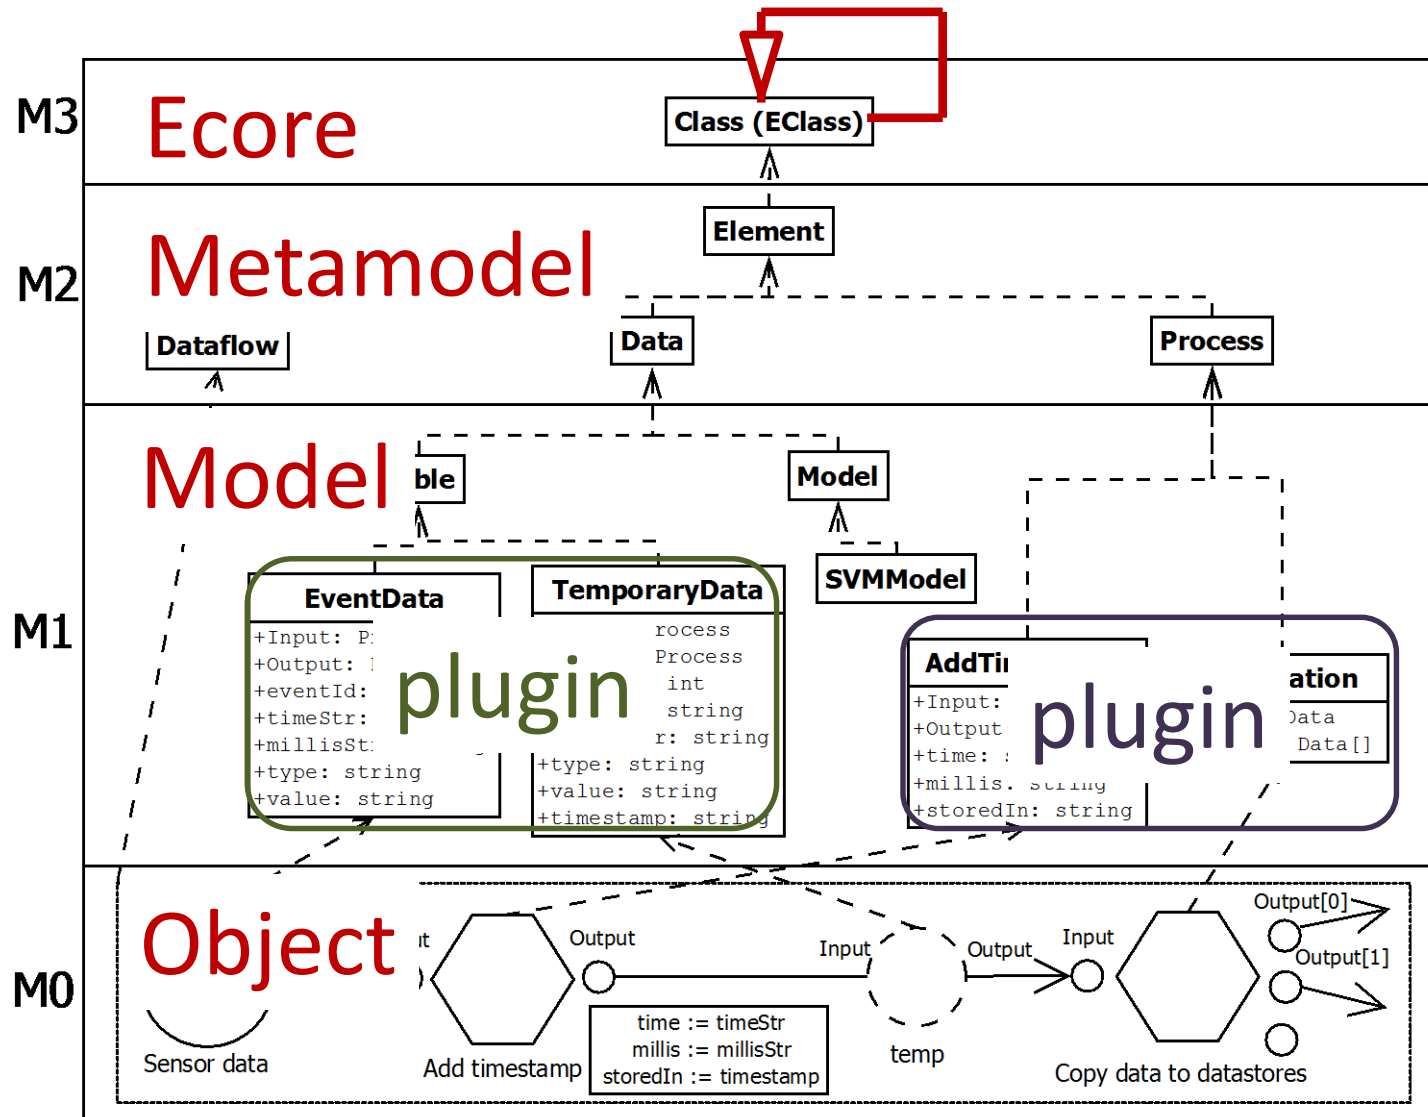 M3
Ecore
Class (EClass)
M2
Metamodel
Element
Dataflow
Data
Process
M1
Model
ble
Model
SVMModel
EventData
+Input: P
+Output:
+eventId:
+timeStr:
+millisSt
+type: string
+value: string
plugin
TemporaryData
rocess
Process
int
string
r: string
+type: string
+value: string
+timestamp: string
AddTi
+Input:
+Output
+time:
+millis: string
+storedIn: string
plugin
ation
Data
Data[]
M0
Object
Sensor data
Add timestamp
Output
time := timeStr
millis := millisStr
storedIn := timestamp
Input
temp
Output
Input
Copy data to datastores
Output[0]
Output[1]